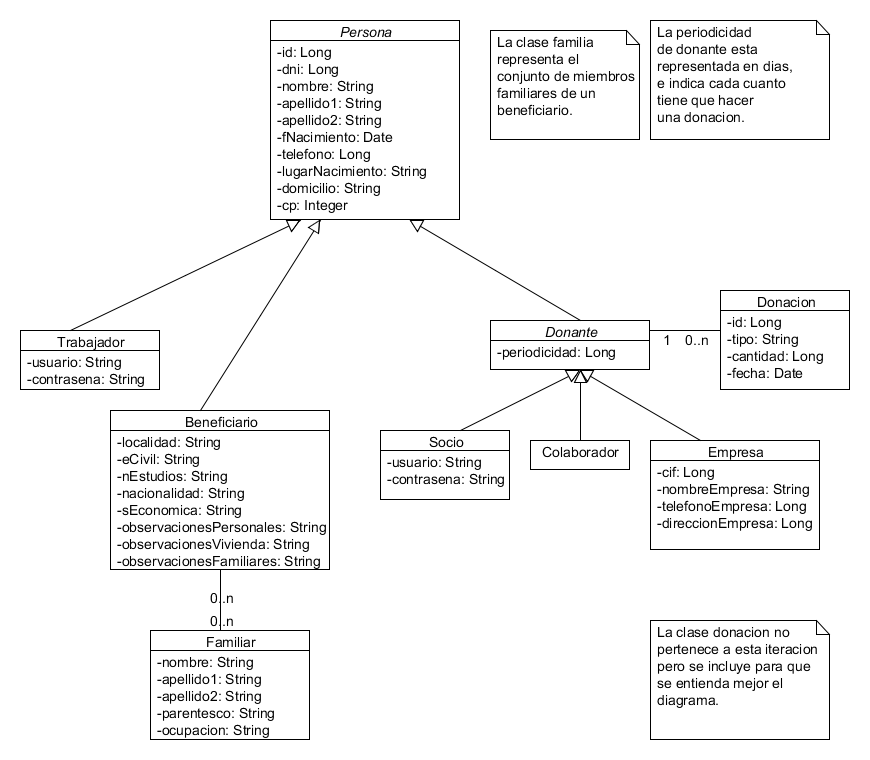 Persona
-id: Long
-dni: Long
-nombre: String
-apellido1: String
-apellido2: String
-fNacimiento: Date
-telefono: Long
-lugarNacimiento: String
-domicilio: String
-cp: Integer
La clase familia
representa el
conjunto de miembros
familiares de un
beneficiario.
La periodicidad
de donante esta
representada en dias,
e indica cada cuanto
tiene que hacer
una donacion.
Trabajador
-usuario: String
-contrasena: String
Donante
-periodicidad: Long
1 0..n
Donacion
-id: Long
-tipo: String
-cantidad: Long
-fecha: Date
Beneficiario
-localidad: String
-eCivil: String
-nEstudios: String
-nacionalidad: String
-sEconomica: String
-observacionesPersonales: String
-observacionesVivienda: String
-observacionesFamiliares: String
Socio
-usuario: String
-contrasena: String
Colaborador
Empresa
-cif: Long
-nombreEmpresa: String
-telefonoEmpresa: Long
-direccionEmpresa: Long
0..n
0..n
Familiar
-nombre: String
-apellido1: String
-apellido2: String
-parentesco: String
-ocupacion: String
La clase donacion no
pertenece a esta iteracion
pero se incluye para que
se entienda mejor el
diagrama.